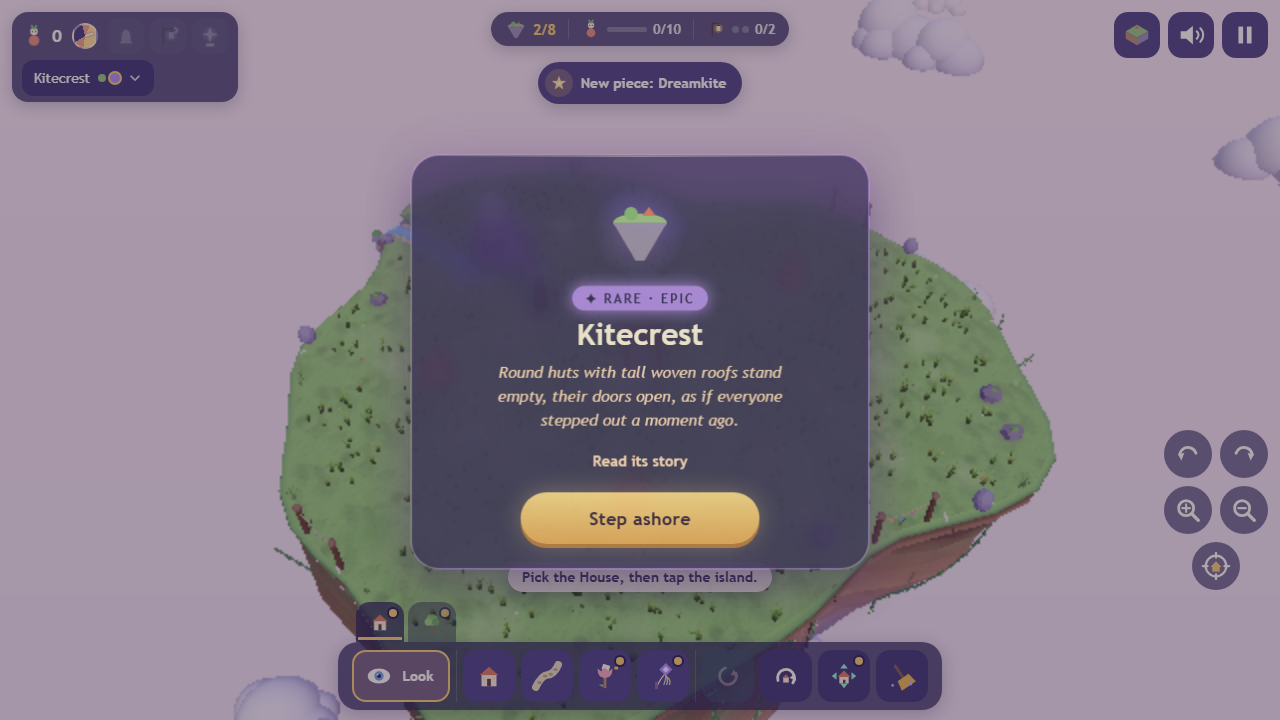 0
2/8
0/10
0/2
Kitecrest
New piece: Dreamkite
RARE · EPIC
Kitecrest
Round huts with tall woven roofs stand
empty, their doors open, as if everyone
stepped out a moment ago.
Read its story
Step ashore
Pick the House, then tap the island.
Look